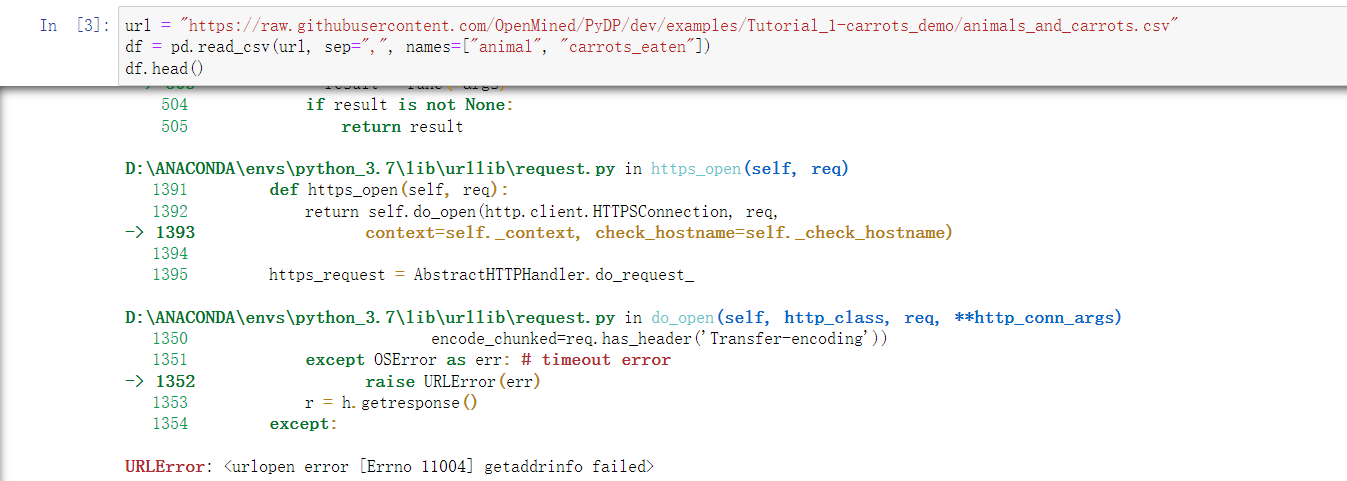 In [3]: url = "https://raw.githubusercontent.com/OpenMined/PyDP/dev/examples/Tutorial_1-carrots_demo/animals_and_carrots.csv"
df = pd.read_csv(url, sep=",", names=["animal", "carrots_eaten"])
df.head()
504 if result is not None:
505 return result
D:\ANACONDA\envs\python_3.7\lib\urllib\request.py in https_open(self, req)
1391 def https_open(self, req):
1392 return self.do_open(http.client.HTTPSConnection, req,
-> 1393 context=self._context, check_hostname=self._check_hostname)
1394
1395 https_request = AbstractHTTPHandler.do_request_
D:\ANACONDA\envs\python_3.7\lib\urllib\request.py in do_open(self, http_class, req, **http_conn_args)
1350 encode_chunked=req.has_header('Transfer-encoding'))
1351 except OSError as err: # timeout error
-> 1352 raise URLError(err)
1353 r = h.getresponse()
1354 except:
URLError: <urlopen error [Errno 11004] getaddrinfo failed>